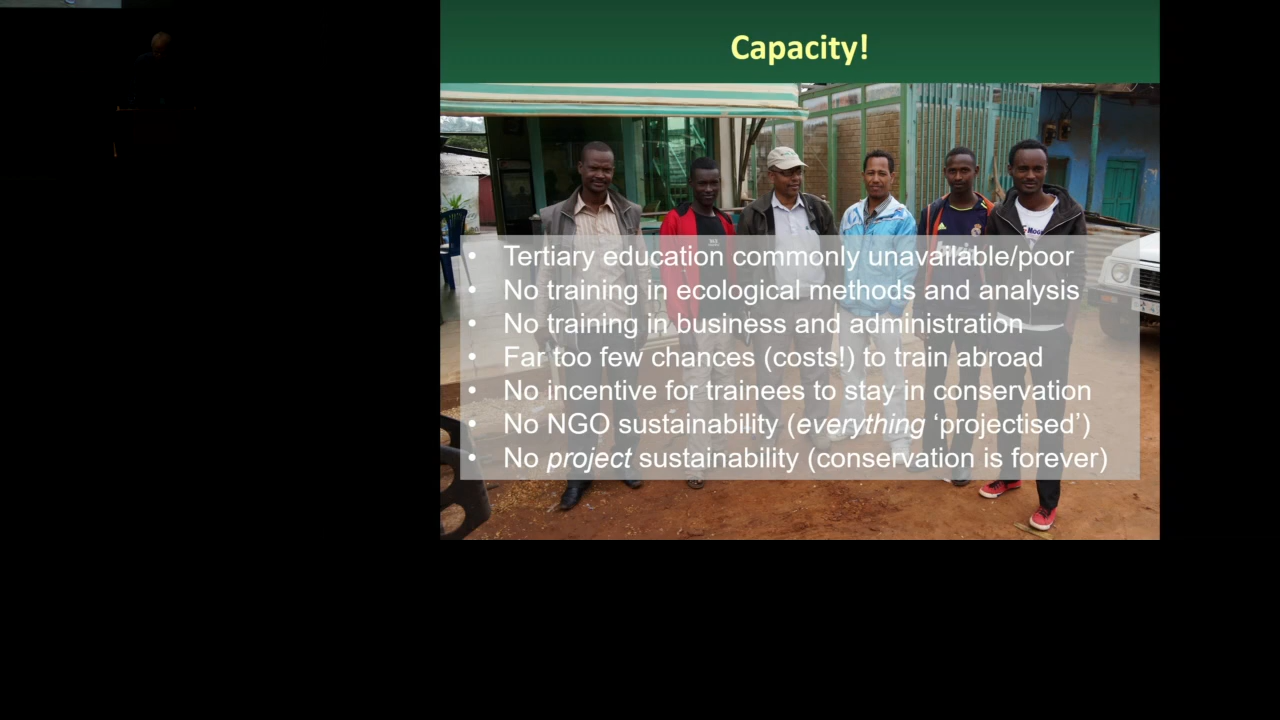 Capacity!
• Tertiary education commonly unavailable/poor
• No training in ecological methods and analysis
• No training in business and administration
• Far too few chances (costs!) to train abroad
• No incentive for trainees to stay in conservation
• No NGO sustainability (everything ‘projectised’)
• No project sustainability (conservation is forever)